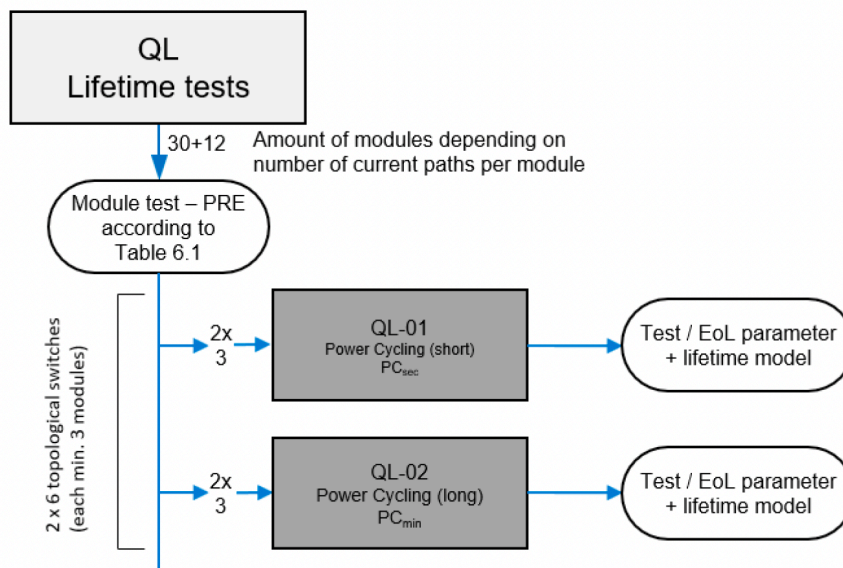 QL
Lifetime tests
30+12
Amount of modules depending on
number of current paths per module
Module test – PRE
according to
Table 6.1
2 x 6 topological switches
(each min. 3 modules)
2x
3
QL-01
Power Cycling (short)
PCsec
Test / EoL parameter
+ lifetime model
2x
3
QL-02
Power Cycling (long)
PCmin
Test / EoL parameter
+ lifetime model